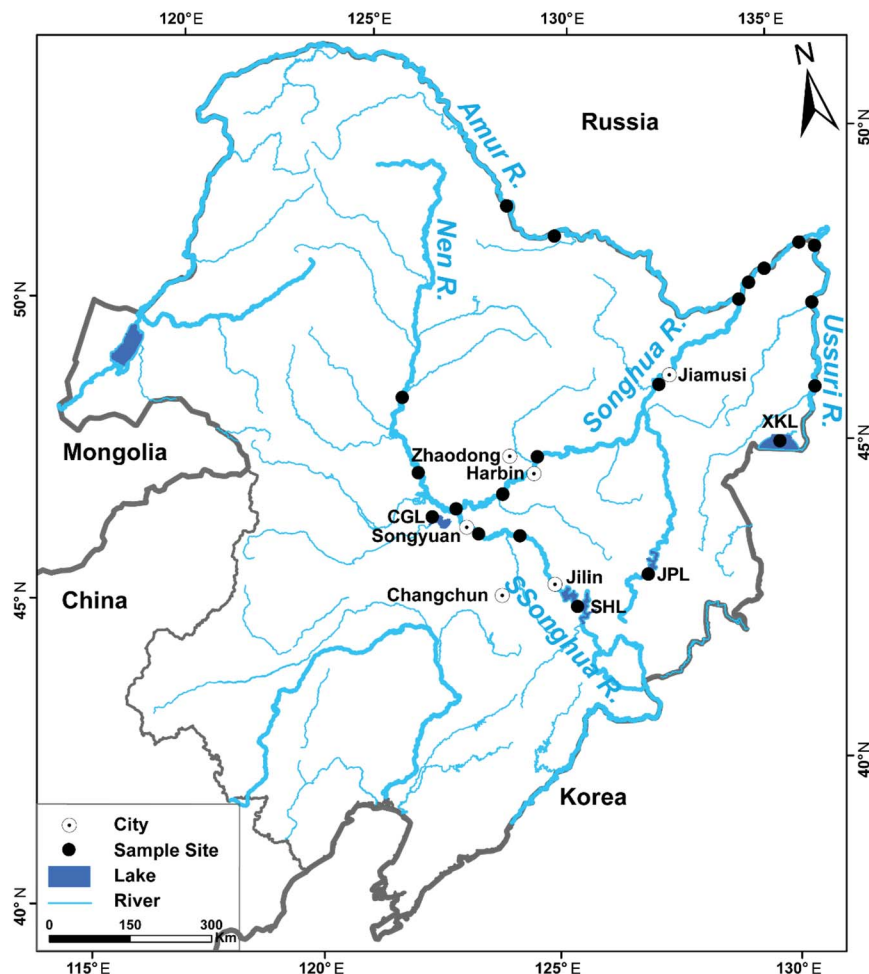 120°E
125°E
130°E
135°E
N
50°N
Russia
Amur R.
Nen R.
50°N
Songhua R.
Ussuri R.
Jiamusi
XKL
45°N
Mongolia
Zhaodong
Harbin
CGL
Songyuan
China
45°N
Changchun
Jilin
SHL
JPL
SSonghua R.
40°N
Korea
City
Sample Site
Lake
River
0 150 300
Km
40°N
115°E
120°E
125°E
130°E